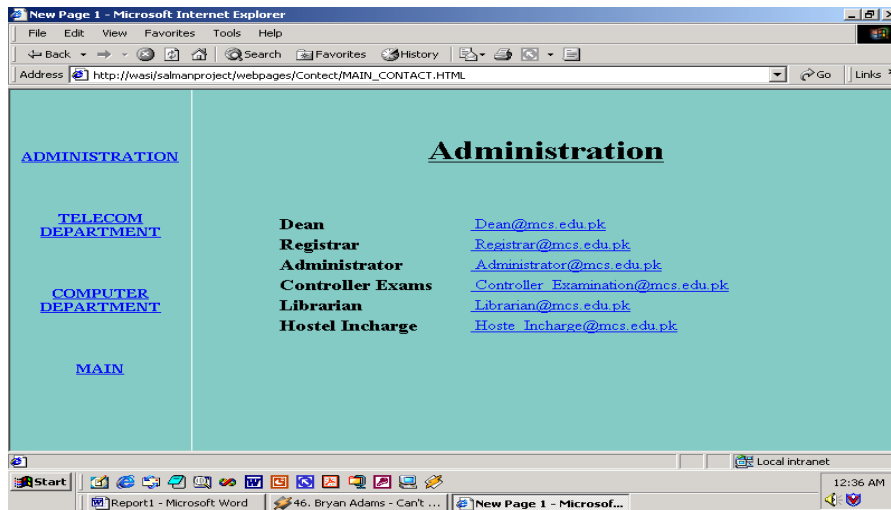 New Page 1 - Microsoft Internet Explorer
File Edit View Favorites Tools Help
Back Search Favorites History
Address http://wasi/salmanproject/webpages/Contect/MAIN_CONTACT.HTML Go Links
ADMINISTRATION
TELECOM
DEPARTMENT
COMPUTER
DEPARTMENT
MAIN
Administration
Dean Dean@mcs.edu.pk
Registrar Registrar@mcs.edu.pk
Administrator Administrator@mcs.edu.pk
Controller Exams Controller_Examination@mcs.edu.pk
Librarian Librarian@mcs.edu.pk
Hostel Incharge Hoste_Incharge@mcs.edu.pk
Local intranet
Start 12:36 AM
Report1 - Microsoft Word 46. Bryan Adams - Can't ... New Page 1 - Microsof...